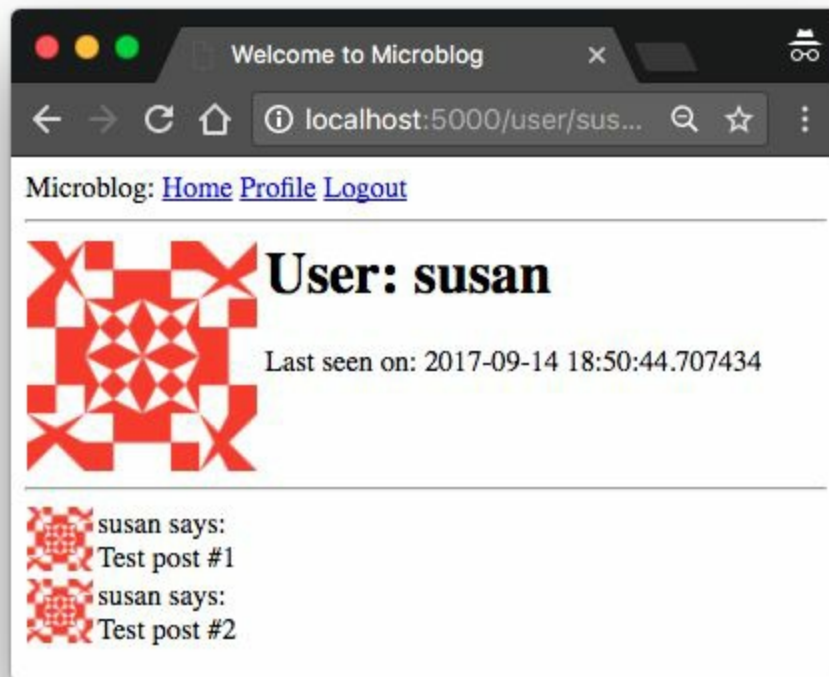 Welcome to Microblog
localhost:5000/user/sus...
Microblog: Home Profile Logout
User: susan
Last seen on: 2017-09-14 18:50:44.707434
susan says:
Test post #1
susan says:
Test post #2